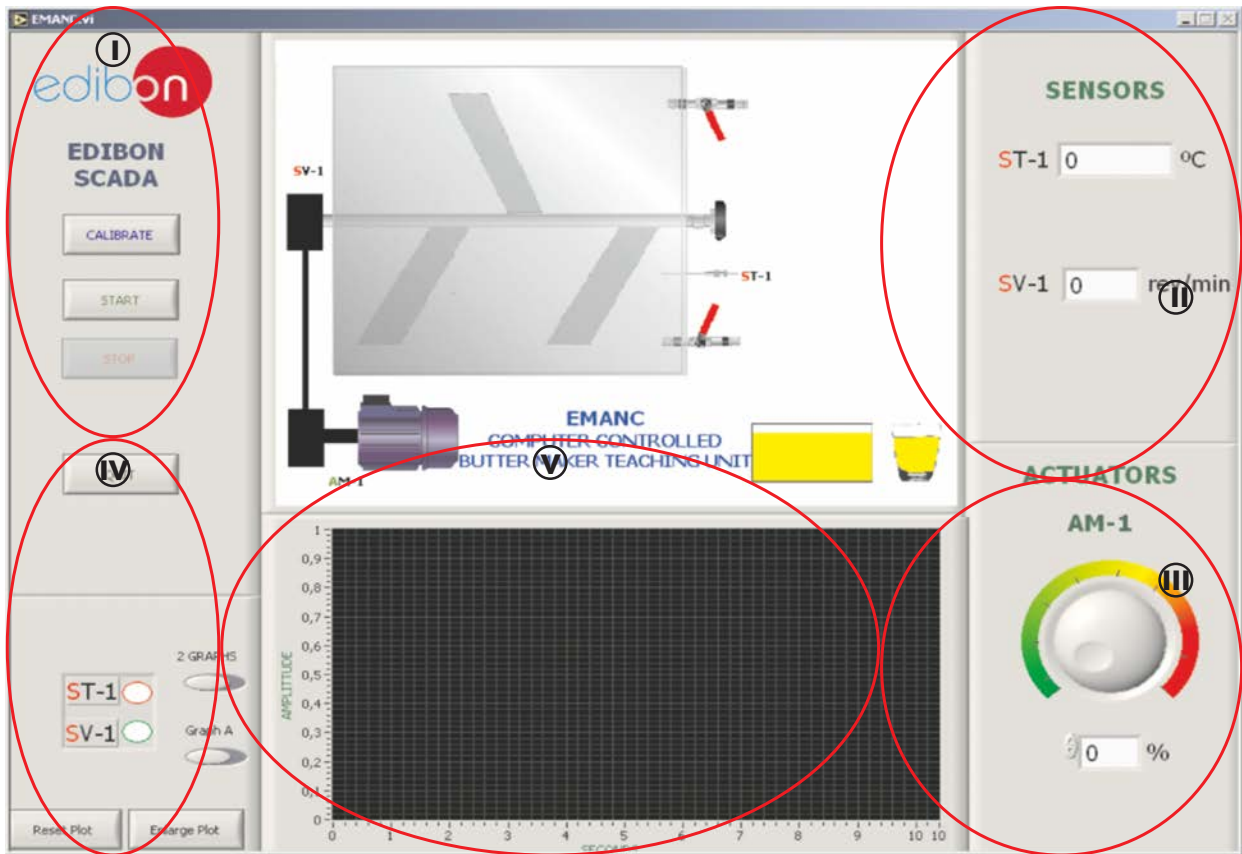 EMANC.vi
I
edibon
EDIBON
SCADA
CALIBRATE
START
STOP
IV
2 GRAPHS
ST-1
SV-1
Graph A
Reset Plot
Enlarge Plot
SV-1
ST-1
AM-1
EMANC
COMPUTER CONTROLLED
BUTTER MAKER TEACHING UNIT
V
AMPLITTUDE
1
0,9
0,8
0,7
0,6
0,5
0,4
0,3
0,2
0,1
0
0 1 2 3 4 5 6 7 8 9 10 10
SECONDS
SENSORS
ST-1 0 ºC
SV-1 0 rev/min
II
ACTUATORS
AM-1
III
0 %